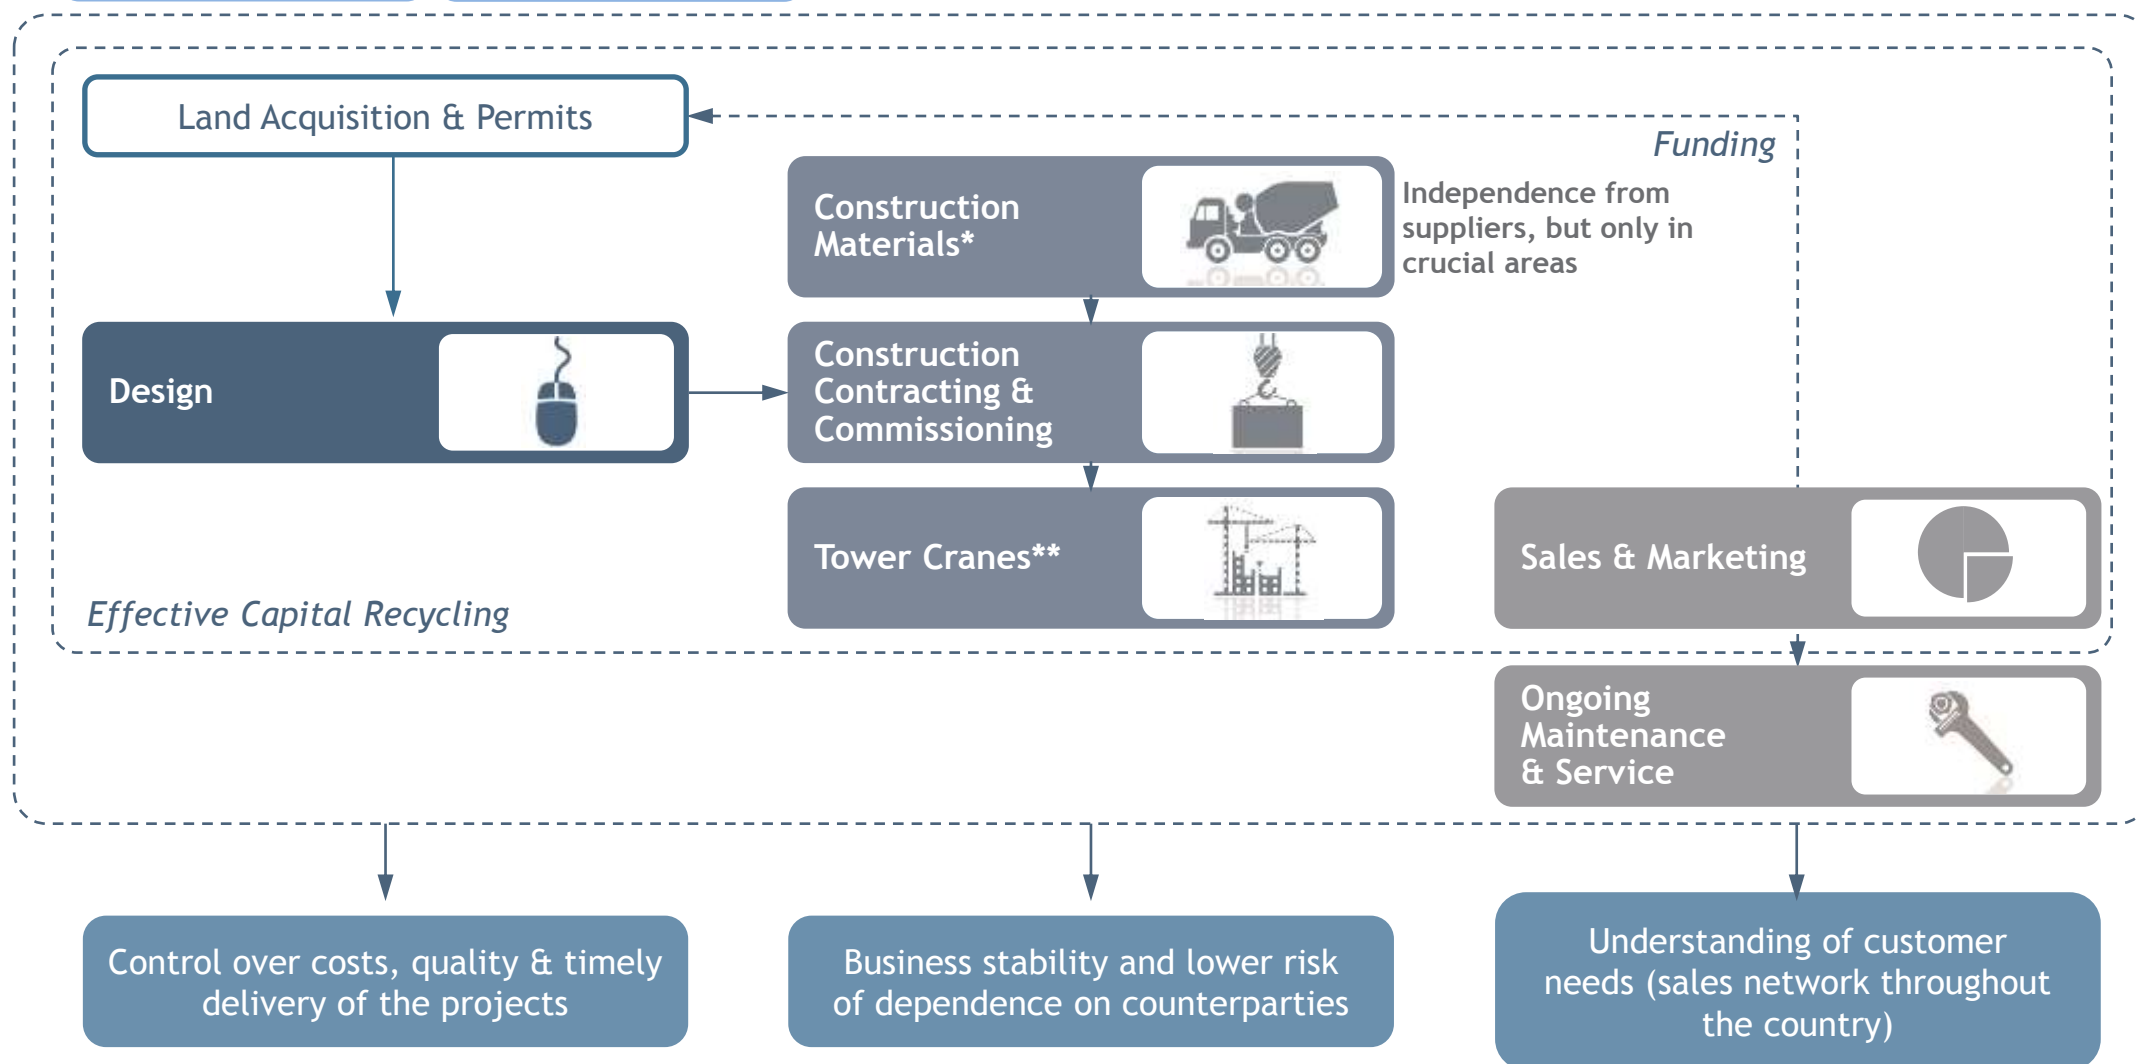 Land Acquisition & Permits
Funding
Construction
Materials*
Independence from
suppliers, but only in
crucial areas
Design
Construction
Contracting &
Commissioning
Tower Cranes**
Sales & Marketing
Effective Capital Recycling
Ongoing
Maintenance
& Service
Control over costs, quality & timely
delivery of the projects
Business stability and lower risk
of dependence on counterparties
Understanding of customer
needs (sales network throughout
the country)